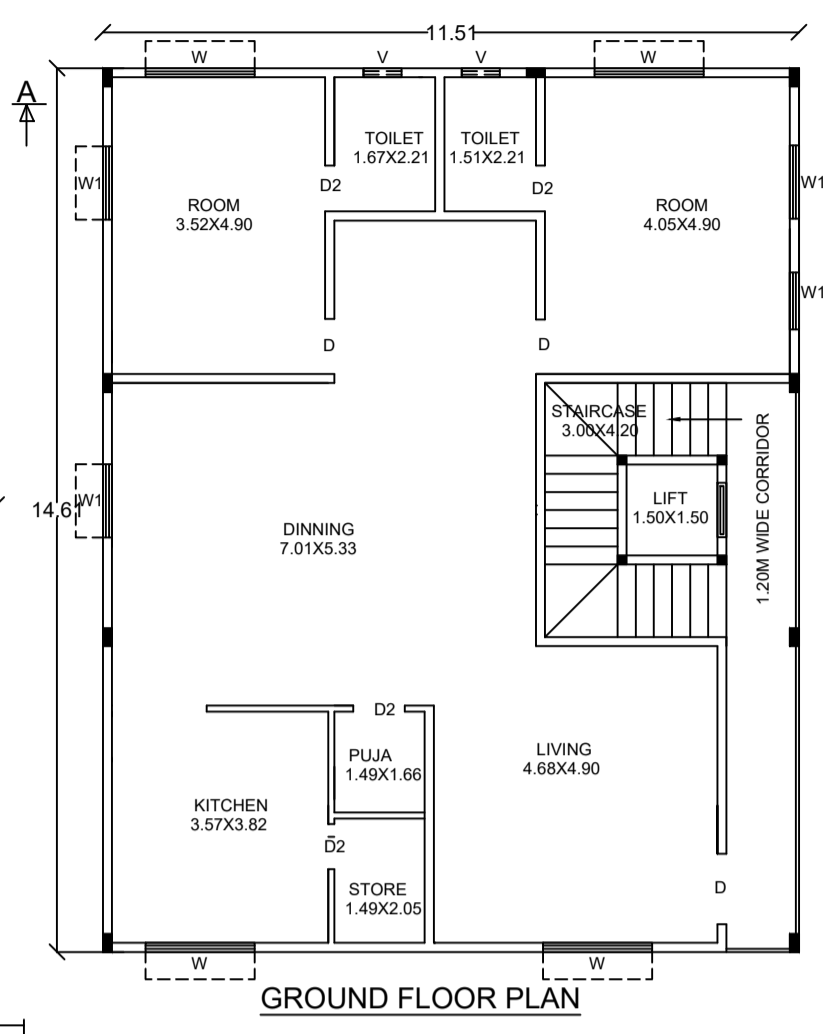 11.51
W
V
V
W
A
TOILET
1.67X2.21
TOILET
1.51X2.21
W1
D2
D2
W1
ROOM
3.52X4.90
ROOM
4.05X4.90
W1
D
D
STAIRCASE
3.00X4.20
1.20M WIDE CORRIDOR
W1
14.61
LIFT
1.50X1.50
DINNING
7.01X5.33
D2
PUJA
1.49X1.66
LIVING
4.68X4.90
KITCHEN
3.57X3.82
D2
STORE
1.49X2.05
D
W
W
GROUND FLOOR PLAN